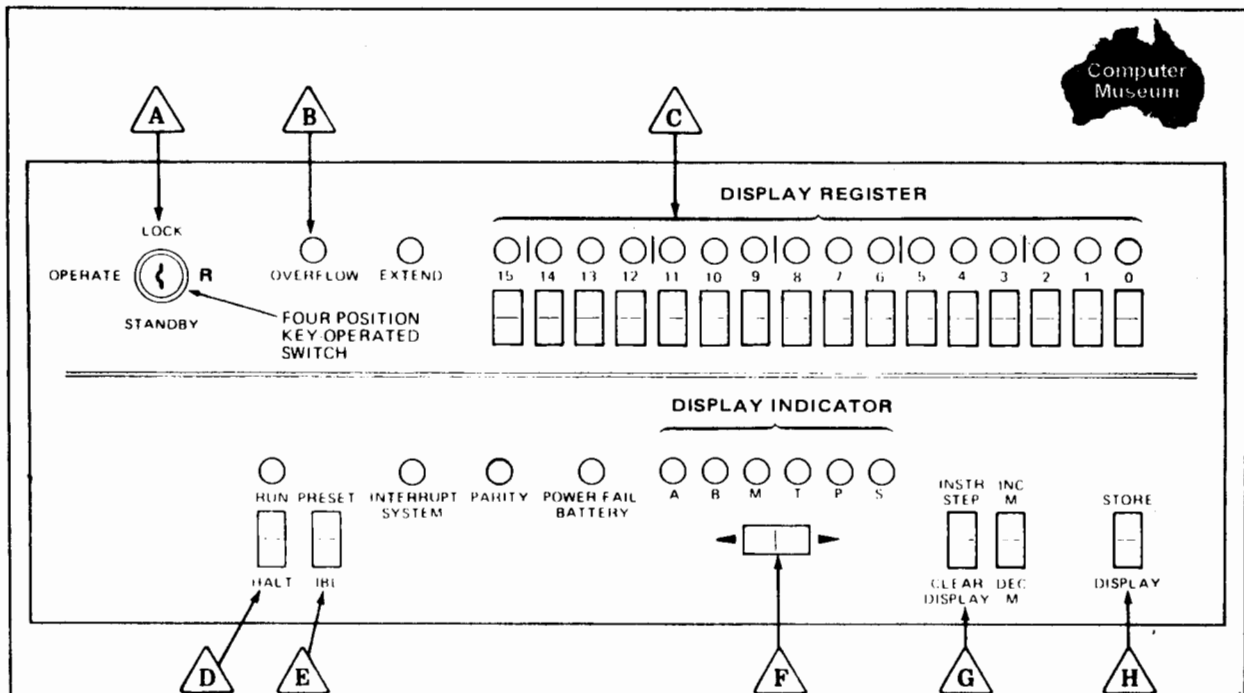 Computer
Museum
A
B
C
DISPLAY REGISTER
LOCK
OPERATE
R
OVERFLOW
EXTEND
15 14 13 12 11 10 9 8 7 6 5 4 3 2 1 0
STANDBY
FOUR POSITION
KEY-OPERATED
SWITCH
DISPLAY INDICATOR
RUN
PRESET
INTERRUPT
SYSTEM
PARITY
POWER FAIL
BATTERY
A B M T P S
INSTR
STEP
INC
M
STORE
HALT
IBL
CLEAR
DISPLAY
DEC
M
DISPLAY
D
E
F
G
H